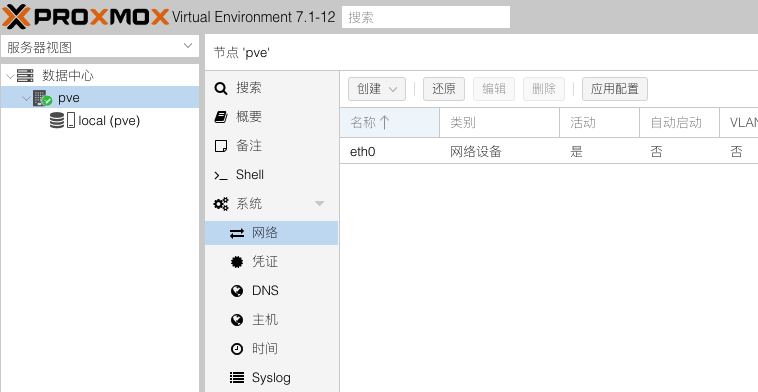 PROXMOX Virtual Environment 7.1-12 搜索
服务器视图
节点 'pve'
数据中心
pve
local (pve)
搜索
概要
备注
Shell
系统
网络
凭证
DNS
主机
时间
Syslog
创建 还原 编辑 删除 应用配置
名称 类别 活动 自动启动 VLAN
eth0 网络设备 是 否 否